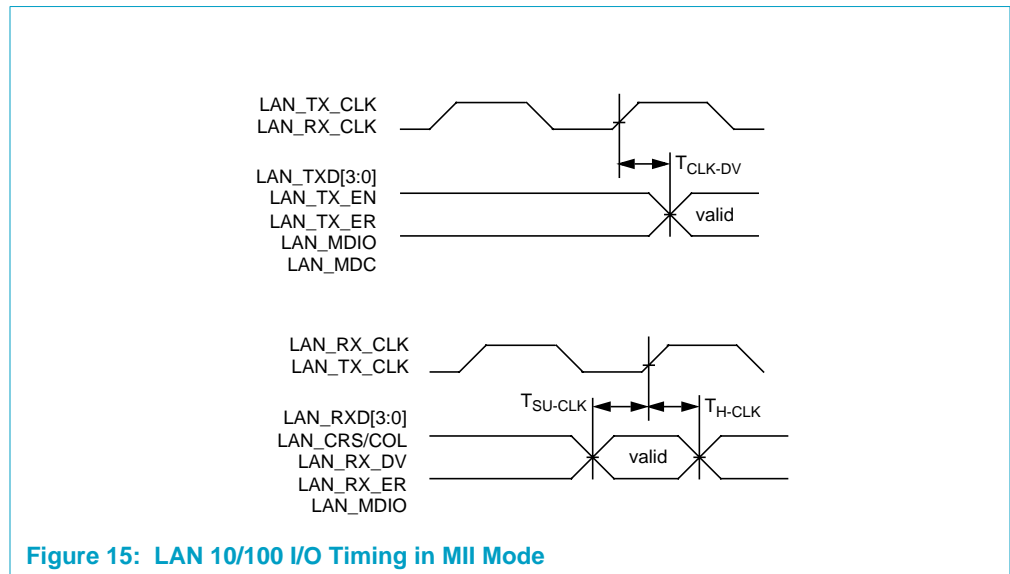 LAN_TX_CLK
LAN_RX_CLK
T_CLK-DV
LAN_TXD[3:0]
LAN_TX_EN
LAN_TX_ER
LAN_MDIO
LAN_MDC
valid
LAN_RX_CLK
LAN_TX_CLK
T_SU-CLK
T_H-CLK
LAN_RXD[3:0]
LAN_CRS/COL
LAN_RX_DV
LAN_RX_ER
LAN_MDIO
valid
Figure 15: LAN 10/100 I/O Timing in MII Mode